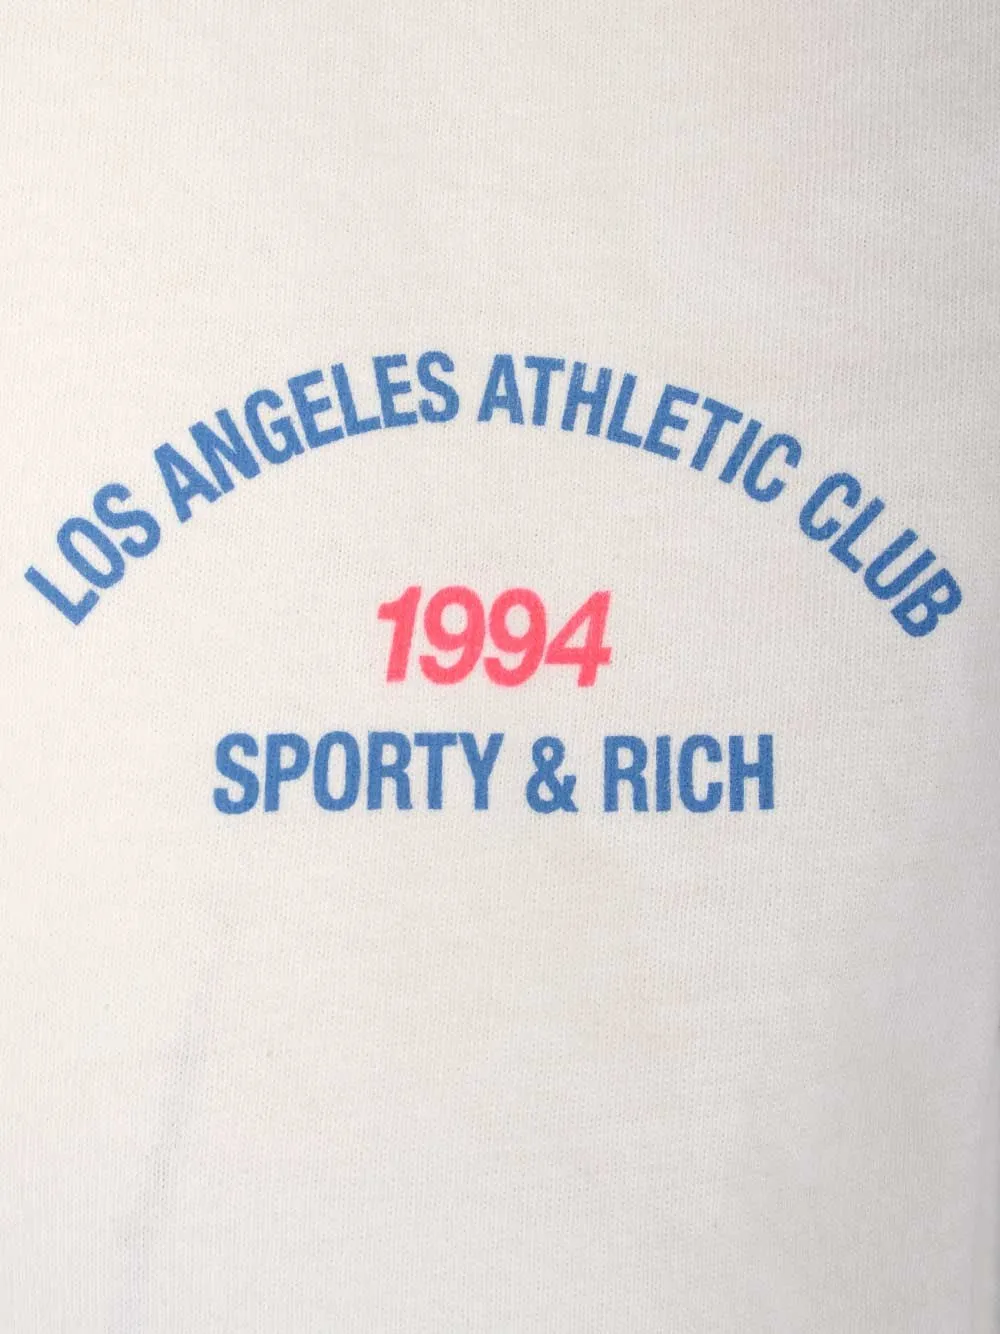 LOS ANGELES ATHLETIC CLUB
1994
SPORTY & RICH